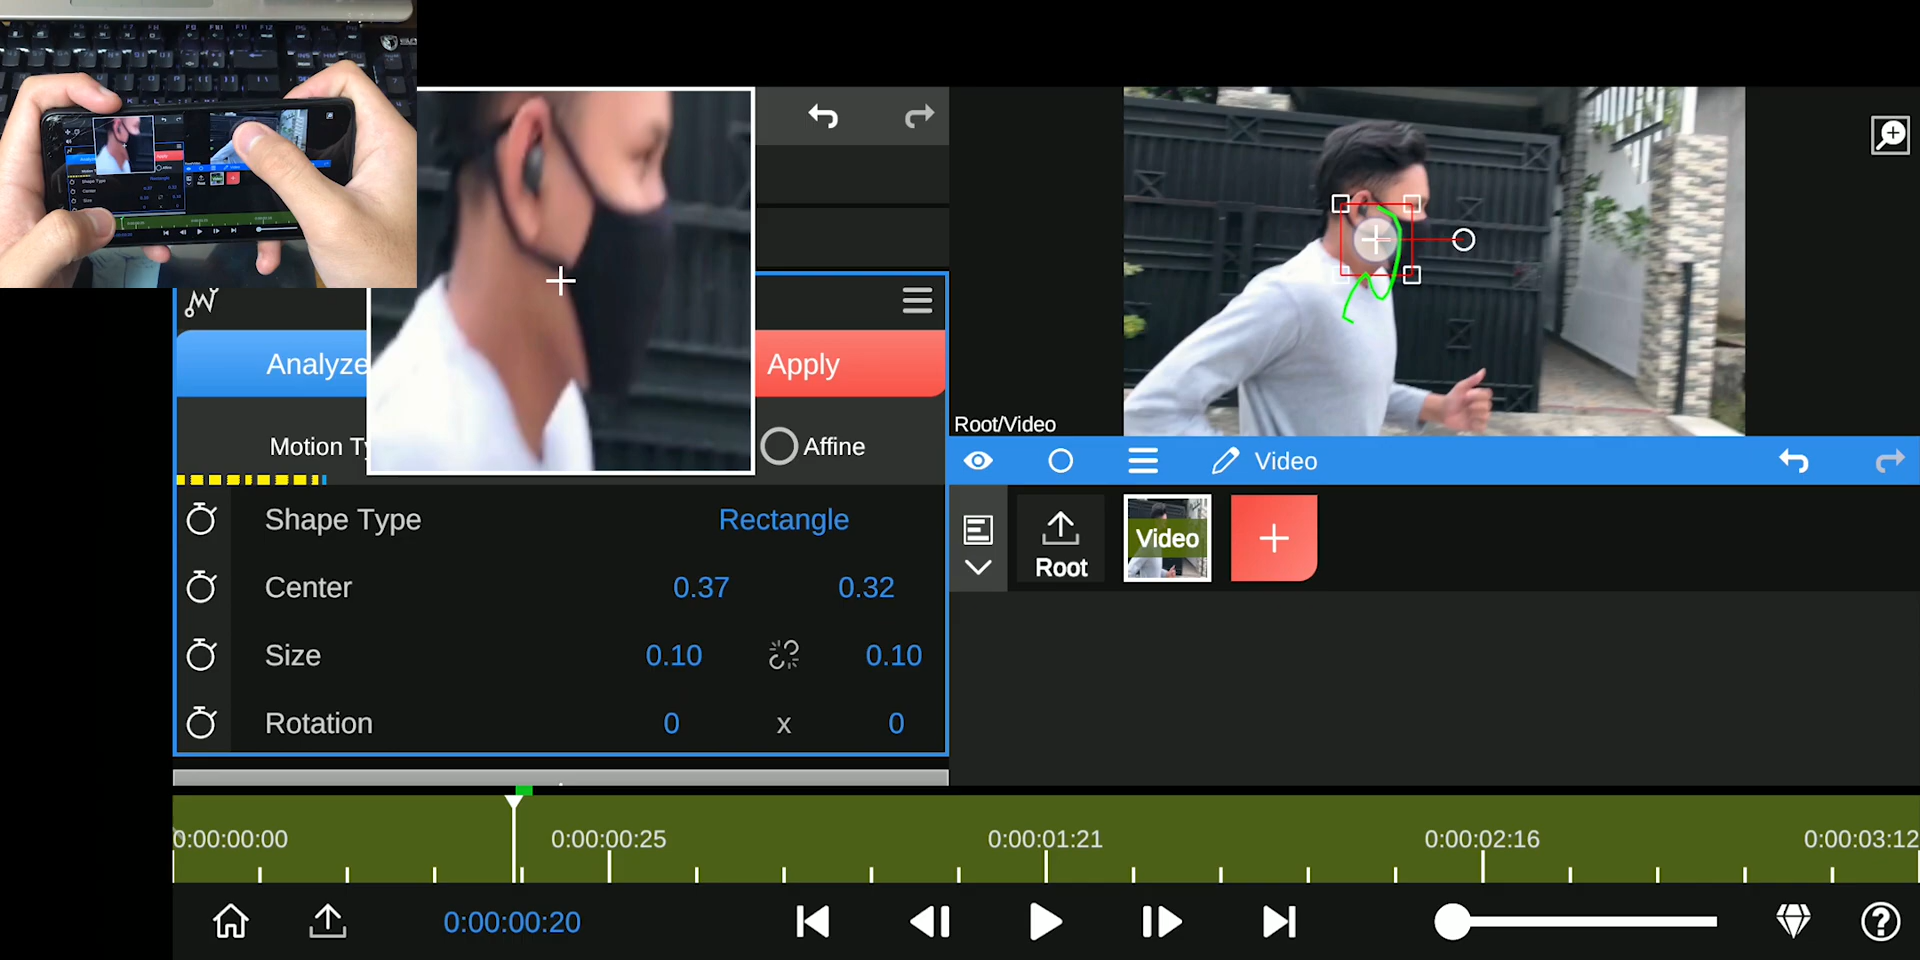 Analyze
Apply
Motion Ty
Affine
Root/Video
Video
Shape Type
Rectangle
Root
Video
Center
0.37
0.32
Size
0.10
0.10
Rotation
0
x
0
0:00:00:00
0:00:00:25
0:00:01:21
0:00:02:16
0:00:03:12
0:00:00:20